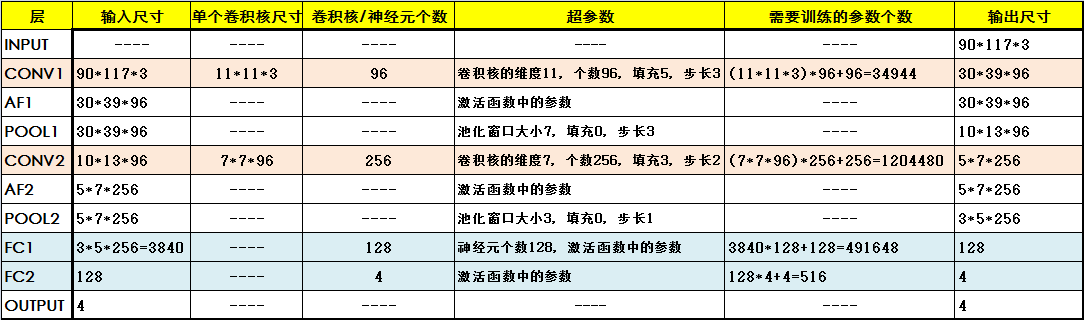 层 输入尺寸 单个卷积核尺寸 卷积核/神经元个数 超参数 需要训练的参数个数 输出尺寸
INPUT ---- ---- ---- ---- ---- 90*117*3
CONV1 90*117*3 11*11*3 96 卷积核的维度11，个数96，填充5，步长3 (11*11*3)*96+96=34944 30*39*96
AF1 30*39*96 ---- ---- 激活函数中的参数 ---- 30*39*96
POOL1 30*39*96 ---- ---- 池化窗口大小7，填充0，步长3 ---- 10*13*96
CONV2 10*13*96 7*7*96 256 卷积核的维度7，个数256，填充3，步长2 (7*7*96)*256+256=1204480 5*7*256
AF2 5*7*256 ---- ---- 激活函数中的参数 ---- 5*7*256
POOL2 5*7*256 ---- ---- 池化窗口大小3，填充0，步长1 ---- 3*5*256
FC1 3*5*256=3840 ---- 128 神经元个数128，激活函数中的参数 3840*128+128=491648 128
FC2 128 ---- 4 激活函数中的参数 128*4+4=516 4
OUTPUT 4 ---- ---- ---- ---- 4